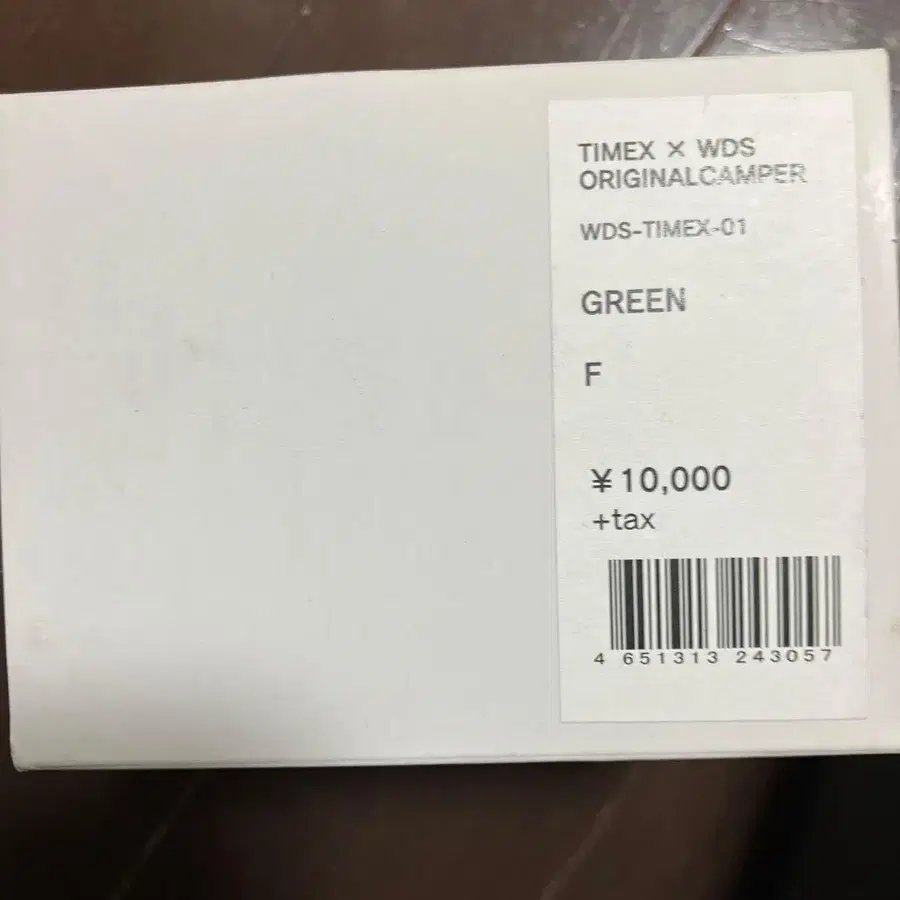 TIMEX × WDS
ORIGINALCAMPER
WDS-TIMEX-01
GREEN
F
¥10,000
+tax
4 651313 243057